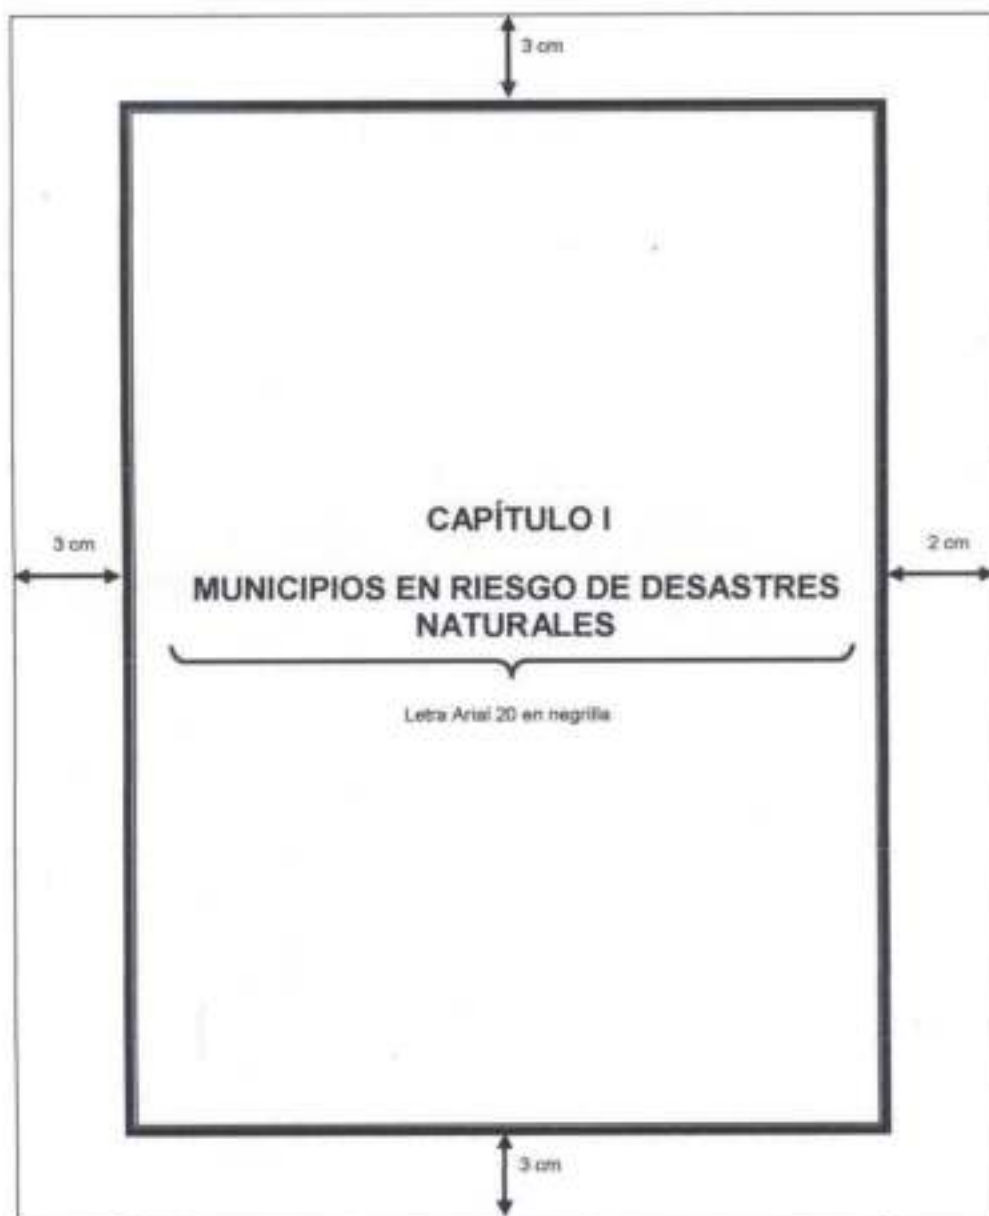 3 cm
CAPÍTULO I
3 cm
2 cm
MUNICIPIOS EN RIESGO DE DESASTRES
NATURALES
Letra Arial 20 en negrilla
3 cm